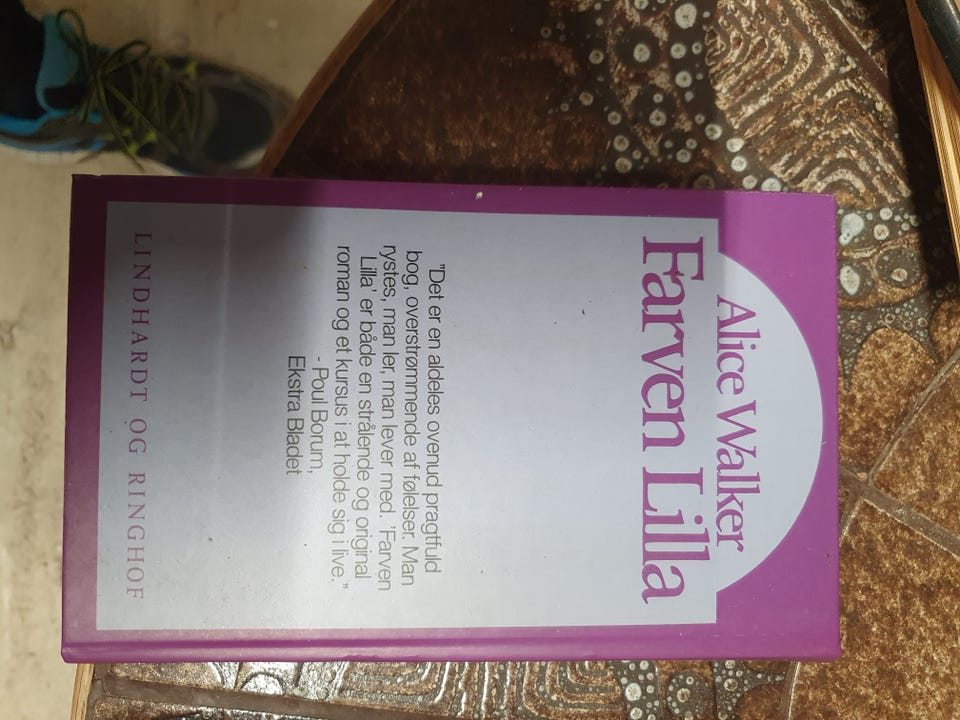 Alice Walker
Farven Lilla
"Det er en aldeles ovenud pragtfuld
bog, overstrømmende af følelser. Man
rystes, man ler, man lever med. 'Farven
Lilla' er både en strålende og original
roman og et kursus i at holde sig i live."
- Poul Borum,
Ekstra Bladet
LINDHARDT OG RINGHOF